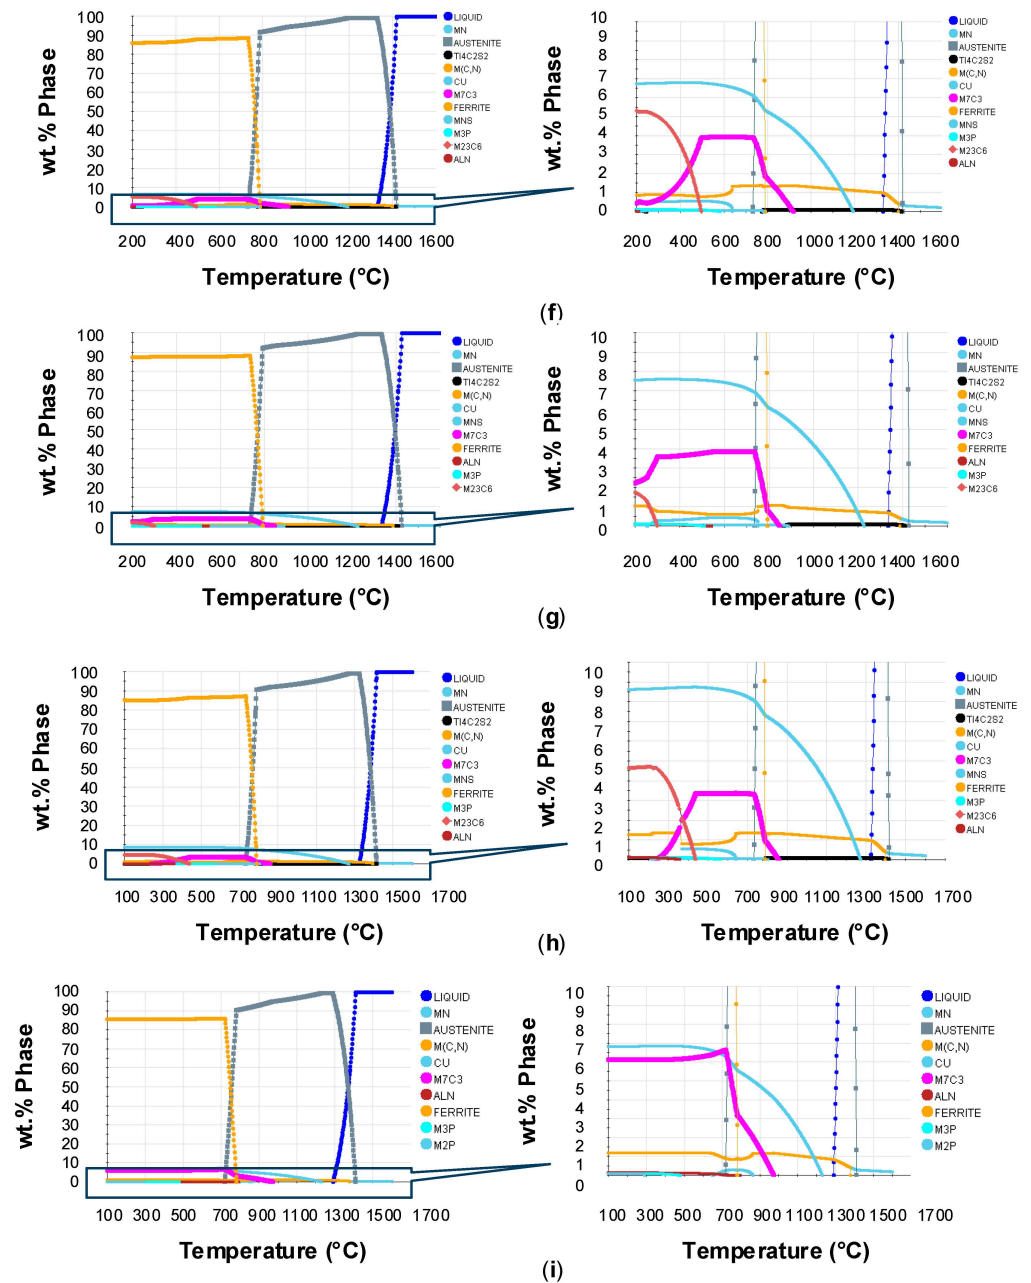 wt.% Phase
100
90
80
70
60
50
40
30
20
10
0
200 400 600 800 1000 1200 1400 1600
Temperature (°C)
LIQUID
MN
AUSTENITE
TI4C2S2
M(C,N)
CU
M7C3
FERRITE
MNS
M3P
M23C6
ALN
wt.% Phase
10
9
8
7
6
5
4
3
2
1
0
200 400 600 800 1000 1200 1400 1600
Temperature (°C)
LIQUID
MN
AUSTENITE
TI4C2S2
M(C,N)
CU
M7C3
FERRITE
MNS
M3P
M23C6
ALN
(f)
wt.% Phase
100
90
80
70
60
50
40
30
20
10
0
200 400 600 800 1000 1200 1400 1600
Temperature (°C)
LIQUID
MN
AUSTENITE
TI4C2S2
M(C,N)
CU
MNS
M7C3
FERRITE
ALN
M3P
M23C6
wt.% Phase
10
9
8
7
6
5
4
3
2
1
0
200 400 600 800 1000 1200 1400 1600
Temperature (°C)
LIQUID
MN
AUSTENITE
TI4C2S2
M(C,N)
CU
MNS
M7C3
FERRITE
ALN
M3P
M23C6
(g)
wt.% Phase
100
90
80
70
60
50
40
30
20
10
0
100 300 500 700 900 1100 1300 1500 1700
Temperature (°C)
LIQUID
MN
AUSTENITE
TI4C2S2
M(C,N)
CU
M7C3
MNS
FERRITE
M3P
M23C6
ALN
wt.% Phase
10
9
8
7
6
5
4
3
2
1
0
100 300 500 700 900 1100 1300 1500 1700
Temperature (°C)
LIQUID
MN
AUSTENITE
TI4C2S2
M(C,N)
CU
M7C3
MNS
FERRITE
M3P
M23C6
ALN
(h)
wt.% Phase
100
90
80
70
60
50
40
30
20
10
0
100 300 500 700 900 1100 1300 1500 1700
Temperature (°C)
LIQUID
MN
AUSTENITE
M(C,N)
CU
M7C3
ALN
FERRITE
M3P
M2P
wt.% Phase
10
9
8
7
6
5
4
3
2
1
0
100 300 500 700 900 1100 1300 1500 1700
Temperature (°C)
LIQUID
MN
AUSTENITE
M(C,N)
CU
M7C3
ALN
FERRITE
M3P
M2P
(i)